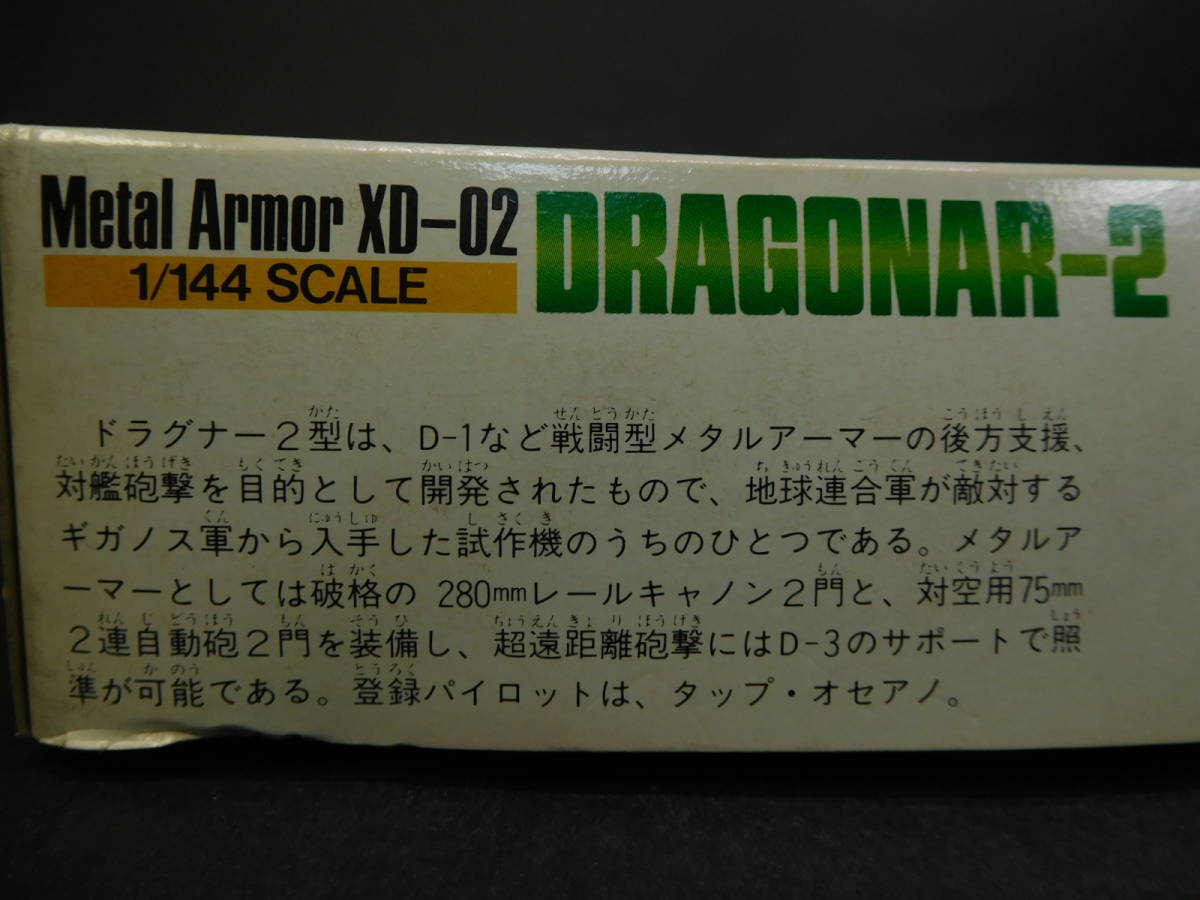 Metal Armor XD-02 DRAGONAR-2
1/144 SCALE
ドラグナー2型は、D-1など戦闘型メタルアーマーの後方支援、
対艦砲撃を目的として開発されたもので、地球連合軍が敵対する
ギガノス軍から入手した試作機のうちのひとつである。メタルア
ーマーとしては破格の280mmレールキャノン2門と、対空用75mm
2連自動砲2門を装備し、超遠距離砲撃にはD-3のサポートで照
準が可能である。登録パイロットは、タップ・オセアノ。